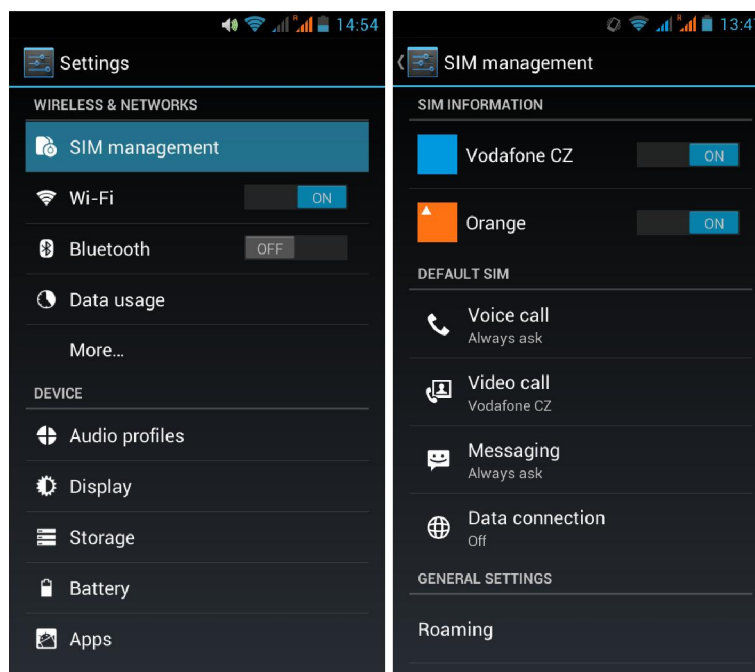 14:54
Settings
WIRELESS & NETWORKS
SIM management
Wi-Fi
ON
Bluetooth
OFF
Data usage
More...
DEVICE
Audio profiles
Display
Storage
Battery
Apps
R
13:47
SIM management
SIM INFORMATION
Vodafone CZ
ON
Orange
ON
DEFAULT SIM
Voice call
Always ask
Video call
Vodafone CZ
Messaging
Always ask
Data connection
Off
GENERAL SETTINGS
Roaming